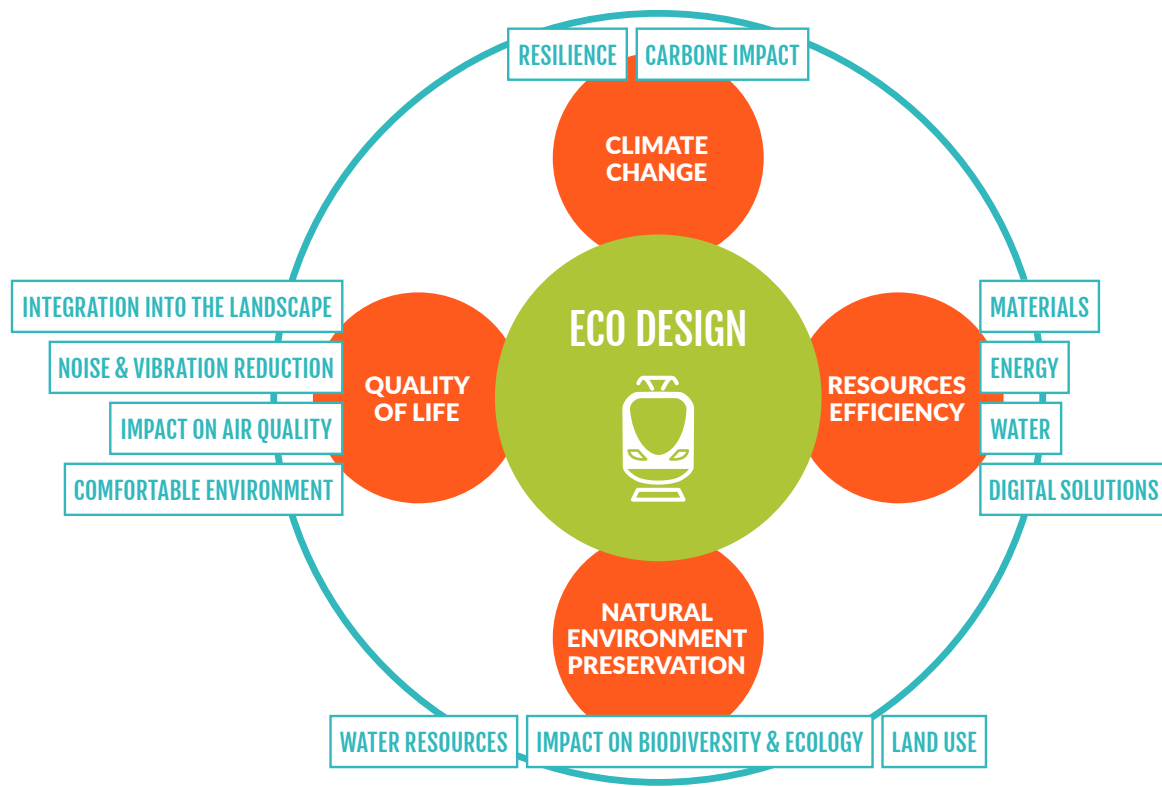 RESILIENCE
CARBONE IMPACT
CLIMATE
CHANGE
INTEGRATION INTO THE LANDSCAPE
NOISE & VIBRATION REDUCTION
IMPACT ON AIR QUALITY
COMFORTABLE ENVIRONMENT
QUALITY
OF LIFE
ECO DESIGN
RESOURCES
EFFICIENCY
MATERIALS
ENERGY
WATER
DIGITAL SOLUTIONS
NATURAL
ENVIRONMENT
PRESERVATION
WATER RESOURCES
IMPACT ON BIODIVERSITY & ECOLOGY
LAND USE